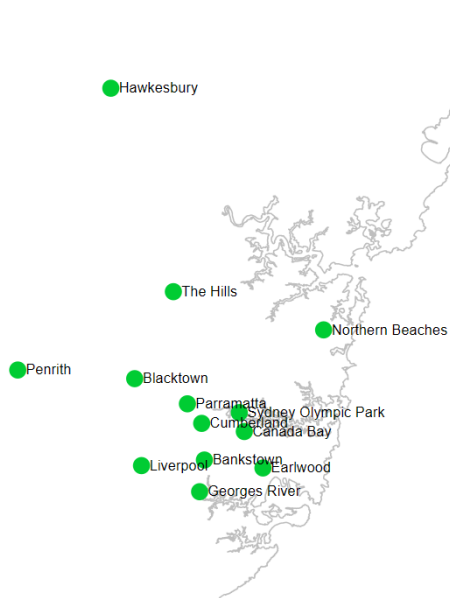 Hawkesbury
The Hills
Northern Beaches
Penrith
Blacktown
Parramatta
Sydney Olympic Park
Cumberland
Canada Bay
Bankstown
Liverpool
Earlwood
Georges River